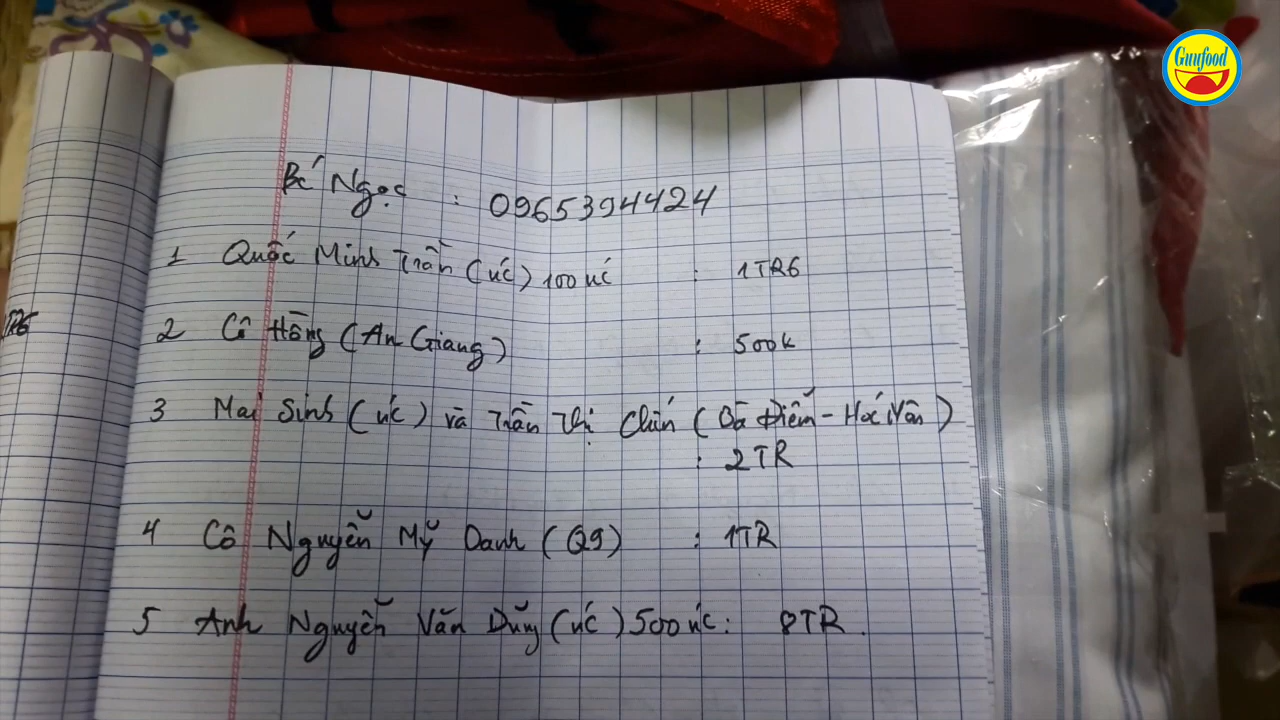 Guufood
Bé Ngọc : 0965394424
1 Quốc Minh Trần (úc) 100 úc : 1TR6
2 Cô Hồng (An Giang) : 500k
3 Mai Sinh (úc) và Trần Thị Chín (Bà Điểm - Hóc Môn)
: 2TR
4 Cô Nguyễn Mỹ Danh (Q9) : 1TR
5 Anh Nguyễn Văn Dũng (úc) 500 úc : 8TR.